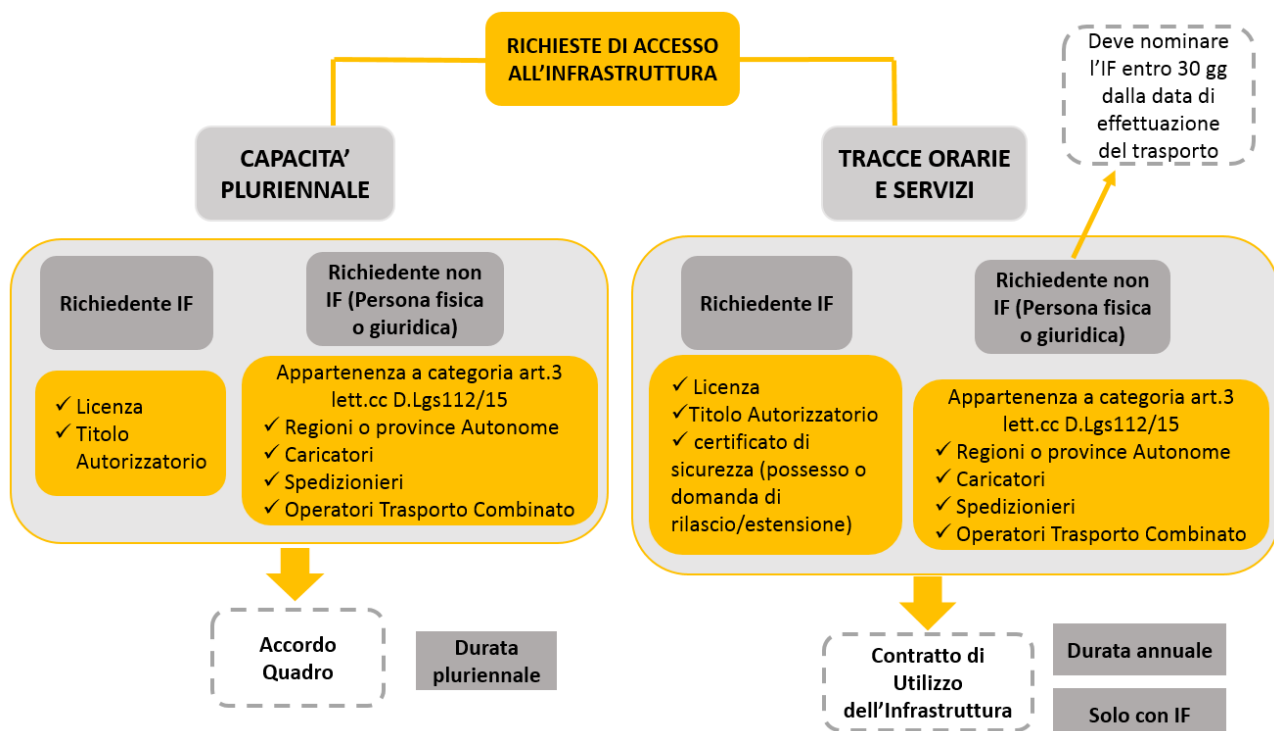 RICHIESTE DI ACCESSO
ALL'INFRASTRUTTURA
Deve nominare
l'IF entro 30 gg
dalla data di
effettuazione
del trasporto
CAPACITA'
PLURIENNALE
TRACCE ORARIE
E SERVIZI
Richiedente IF
Richiedente non
IF (Persona fisica
o giuridica)
✓ Licenza
✓ Titolo
Autorizzatorio
Appartenenza a categoria art.3
lett.cc D.Lgs112/15
✓ Regioni o province Autonome
✓ Caricatori
✓ Spedizionieri
✓ Operatori Trasporto Combinato
Richiedente IF
Richiedente non
IF (Persona fisica
o giuridica)
✓ Licenza
✓Titolo Autorizzatorio
✓ certificato di
sicurezza (possesso o
domanda di
rilascio/estensione)
Appartenenza a categoria art.3
lett.cc D.Lgs112/15
✓ Regioni o province Autonome
✓ Caricatori
✓ Spedizionieri
✓ Operatori Trasporto Combinato
Accordo
Quadro
Durata
pluriennale
Contratto di
Utilizzo
dell'Infrastruttura
Durata annuale
Solo con IF